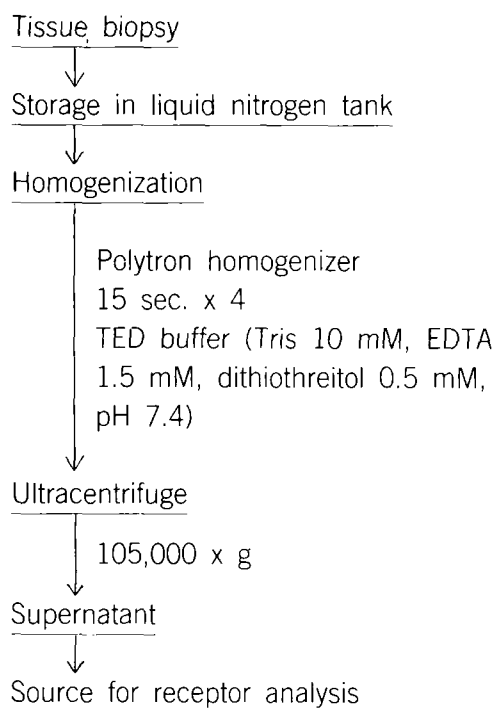 Tissue biopsy
Storage in liquid nitrogen tank
Homogenization
Polytron homogenizer
15 sec. x 4
TED buffer (Tris 10 mM, EDTA
1.5 mM, dithiothreitol 0.5 mM,
pH 7.4)
Ultracentrifuge
105,000 x g
Supernatant
Source for receptor analysis